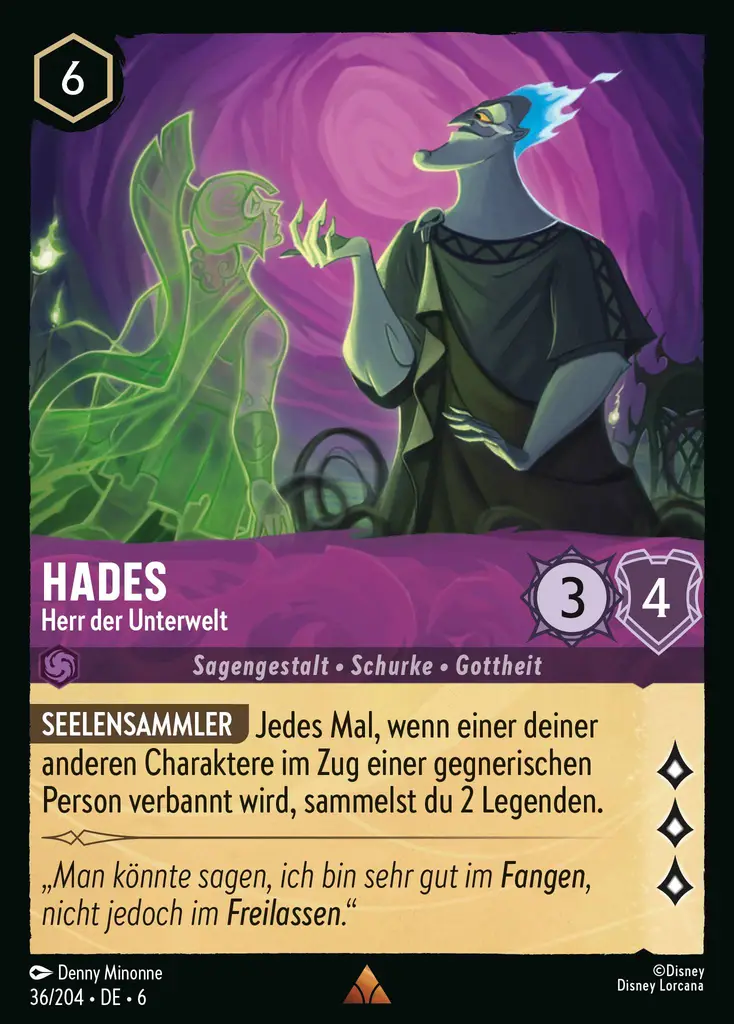 6
HADES
Herr der Unterwelt
3
4
Sagengestalt • Schurke • Gottheit
SEELENSAMMLER Jedes Mal, wenn einer deiner
anderen Charaktere im Zug einer gegnerischen
Person verbannt wird, sammelst du 2 Legenden.
„Man könnte sagen, ich bin sehr gut im Fangen,
nicht jedoch im Freilassen.“
Denny Minonne
36/204 • DE • 6
©Disney
Disney Lorcana